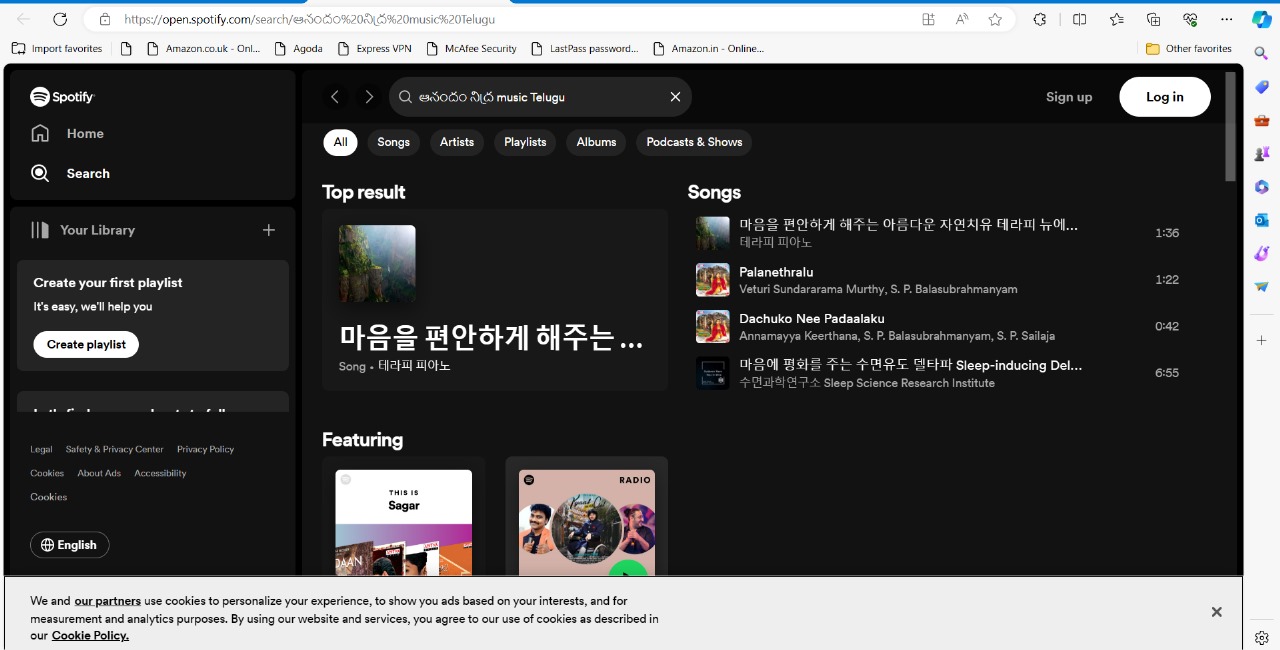 https://open.spotify.com/search/ఆనందం%20నిద్ర%20music%20Telugu
Import favorites
Amazon.co.uk - Onl...
Agoda
Express VPN
McAfee Security
LastPass password...
Amazon.in - Online...
Other favorites
Spotify
Home
Search
Your Library
Create your first playlist
It's easy, we'll help you
Create playlist
Legal Safety & Privacy Center Privacy Policy
Cookies About Ads Accessibility
Cookies
English
ఆనందం నిద్ర music Telugu
Sign up
Log in
All Songs Artists Playlists Albums Podcasts & Shows
Top result
마음을 편안하게 해주는 ...
Song • 테라피 피아노
Songs
마음을 편안하게 해주는 아름다운 자연치유 테라피 뉴에...
테라피 피아노
1:36
Palanethralu
Veturi Sundararama Murthy, S. P. Balasubrahmanyam
1:22
Dachuko Nee Padaalaku
Annamayya Keerthana, S. P. Balasubrahmanyam, S. P. Sailaja
0:42
마음에 평화를 주는 수면유도 델타파 Sleep-inducing Del...
수면과학연구소 Sleep Science Research Institute
6:55
Featuring
THIS IS
Sagar
RADIO
We and our partners use cookies to personalize your experience, to show you ads based on your interests, and for
measurement and analytics purposes. By using our website and services, you agree to our use of cookies as described in
our Cookie Policy.